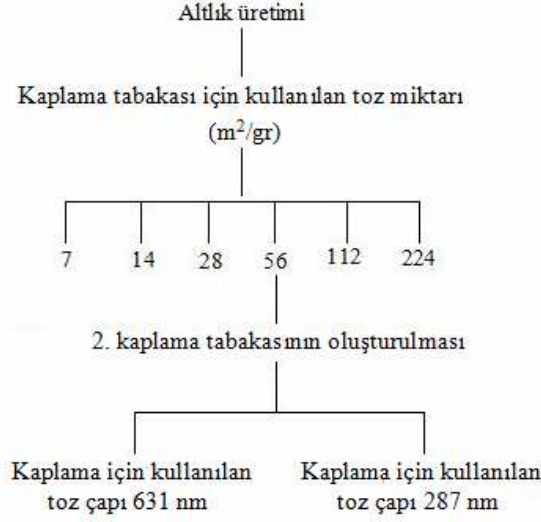 Altlık üretimi
Kaplama tabakası için kullanılan toz miktarı
(m²/gr)
7 14 28 56 112 224
2. kaplama tabakasının oluşturulması
Kaplama için kullanılan
toz çapı 631 nm
Kaplama için kullanılan
toz çapı 287 nm